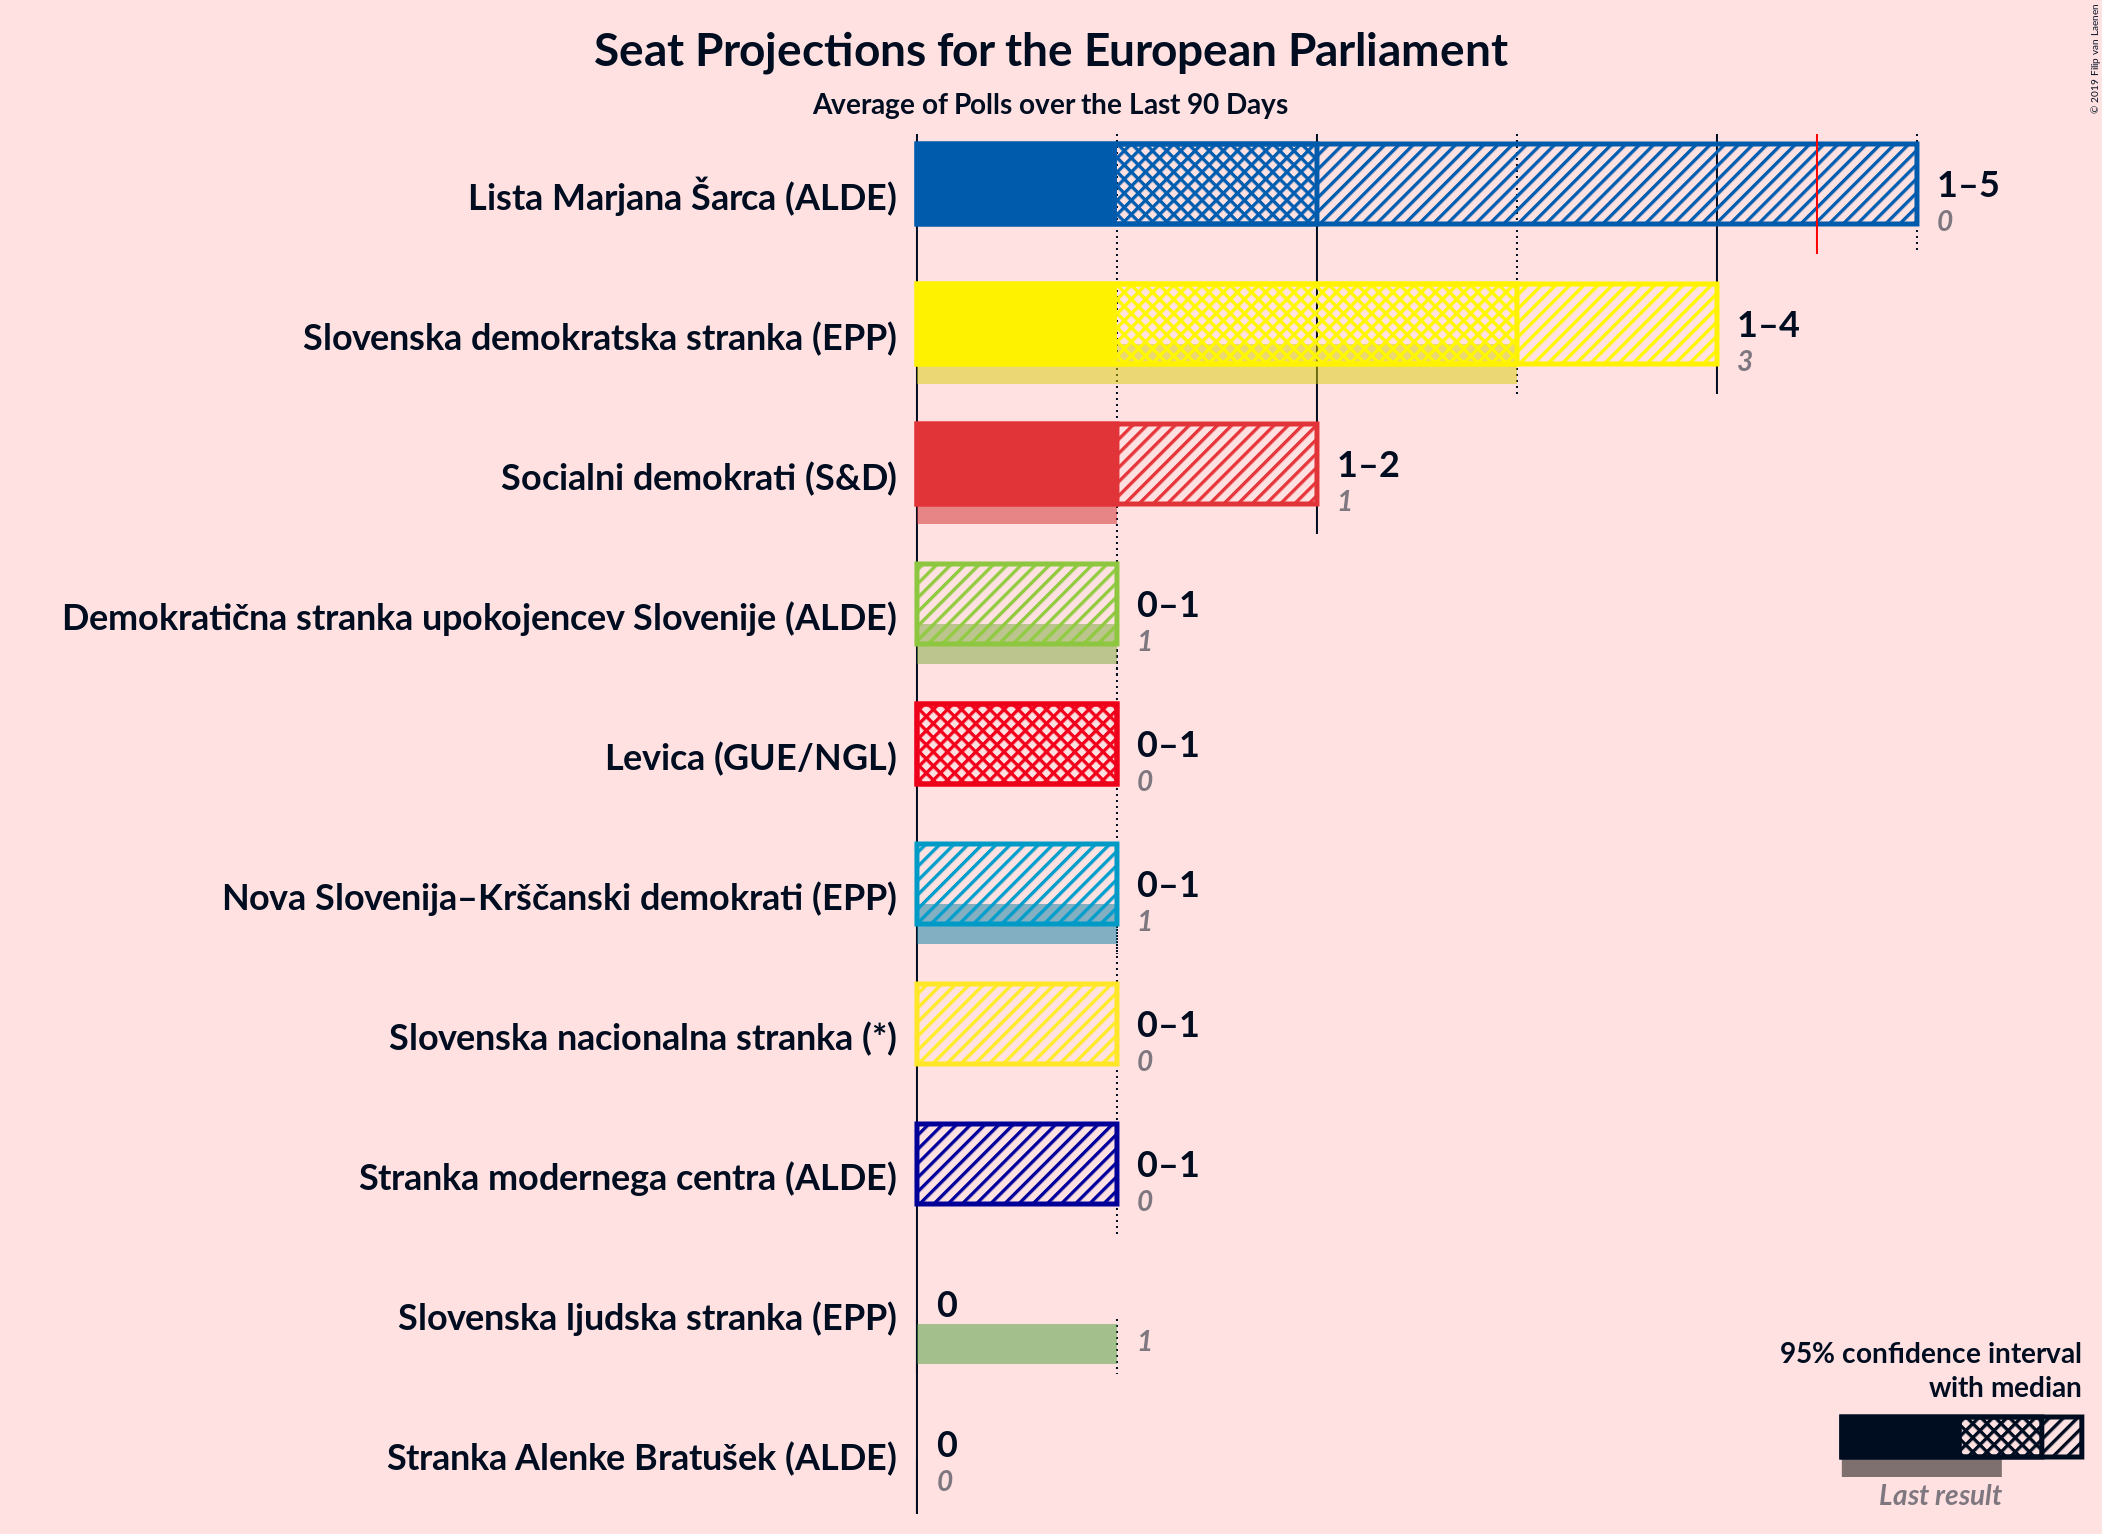 Seat Projections for the European Parliament
Average of Polls over the Last 90 Days
© 2019 Filip van Laenen
Lista Marjana Šarca (ALDE)
1–5
0
Slovenska demokratska stranka (EPP)
1–4
3
Socialni demokrati (S&D)
1–2
1
Demokratična stranka upokojencev Slovenije (ALDE)
0–1
1
Levica (GUE/NGL)
0–1
0
Nova Slovenija–Krščanski demokrati (EPP)
0–1
1
Slovenska nacionalna stranka (*)
0–1
0
Stranka modernega centra (ALDE)
0–1
0
Slovenska ljudska stranka (EPP)
0
1
Stranka Alenke Bratušek (ALDE)
0
0
95% confidence interval
with median
Last result